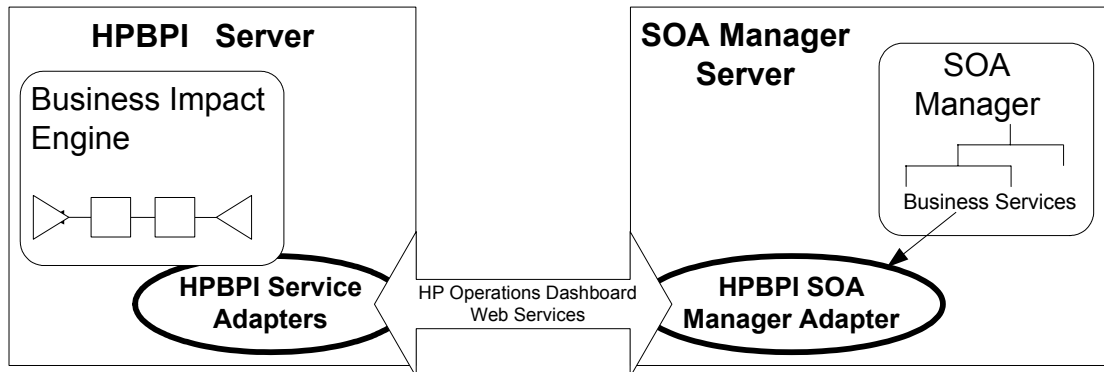 HPBPI Server
Business Impact
Engine
HPBPI Service
Adapters
HP Operations Dashboard
Web Services
SOA Manager
Server
SOA
Manager
Business Services
HPBPI SOA
Manager Adapter